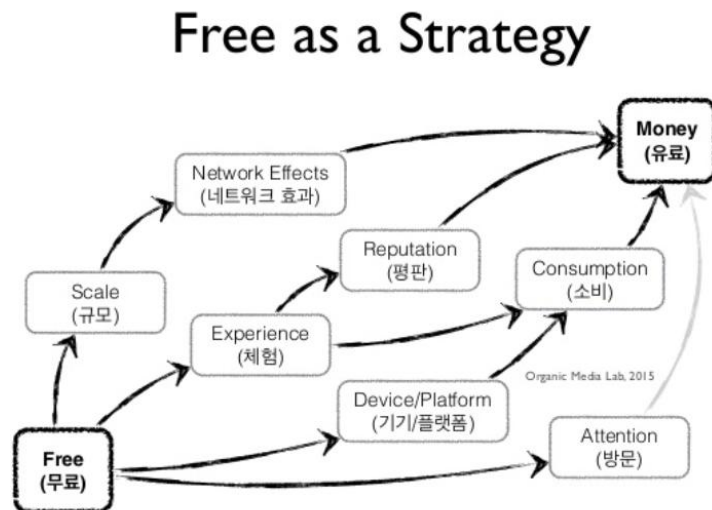 Free as a Strategy
Money
(유료)
Network Effects
(네트워크 효과)
Reputation
(평판)
Consumption
(소비)
Scale
(규모)
Experience
(체험)
Organic Media Lab, 2015
Device/Platform
(기기/플랫폼)
Attention
(방문)
Free
(무료)